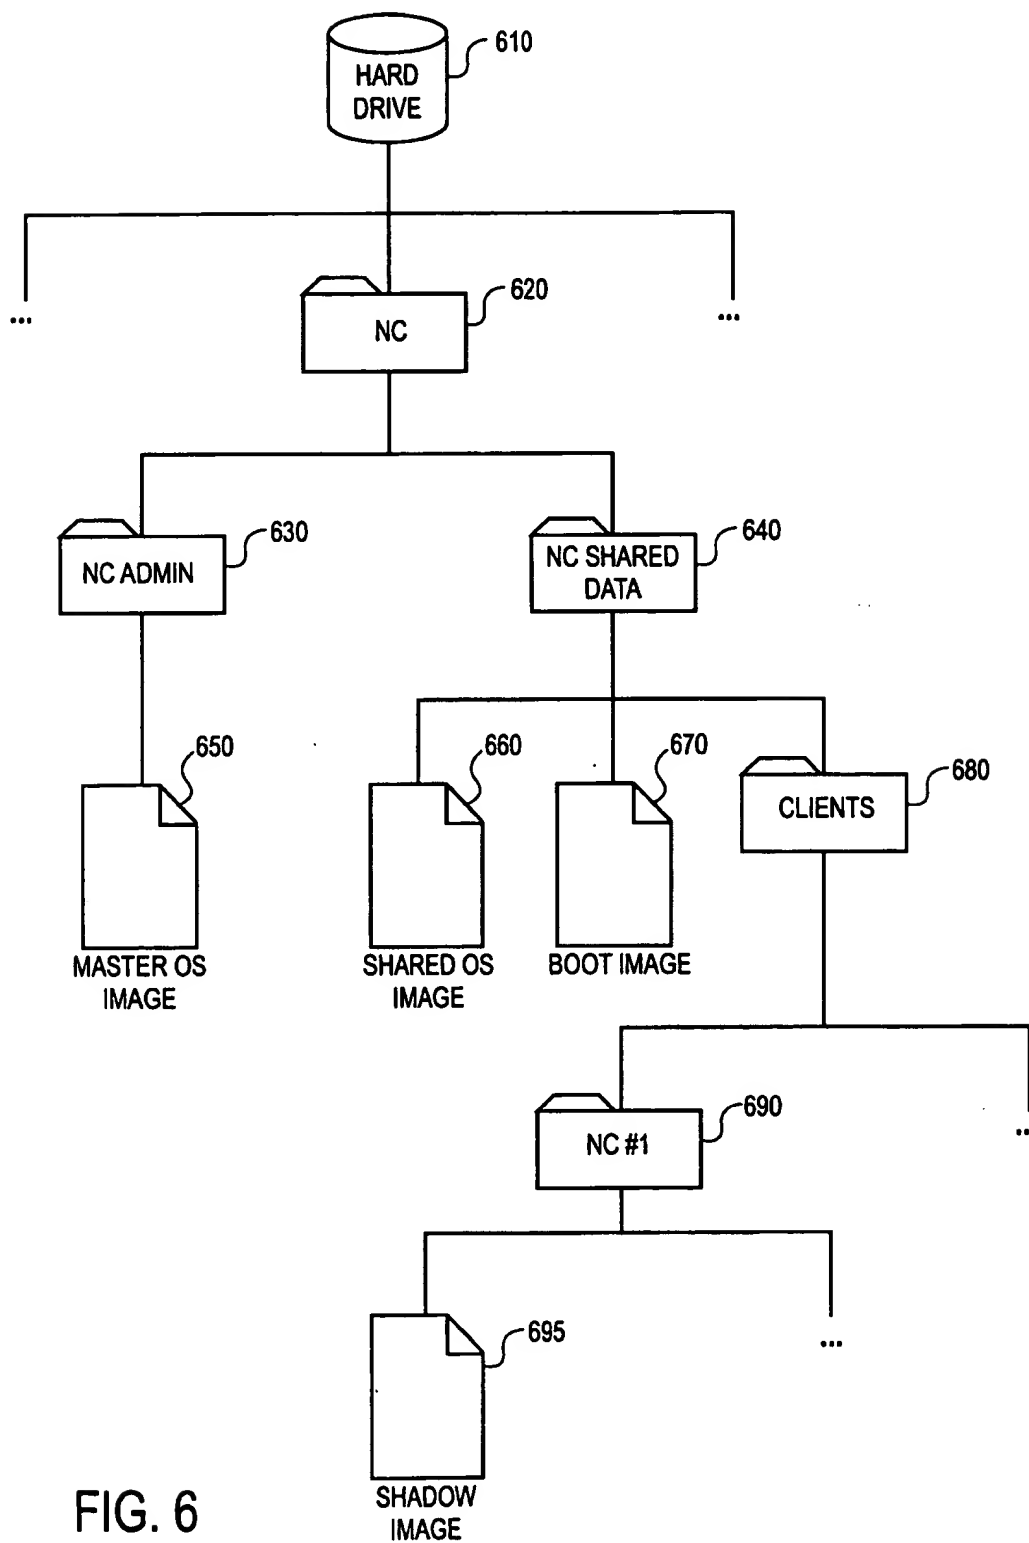 610
HARD
DRIVE
...
620
...
NC
630
640
NC ADMIN
NC SHARED
DATA
650
660
670
680
CLIENTS
MASTER OS
IMAGE
SHARED OS
IMAGE
BOOT IMAGE
690
...
NC #1
695
...
SHADOW
IMAGE
FIG. 6